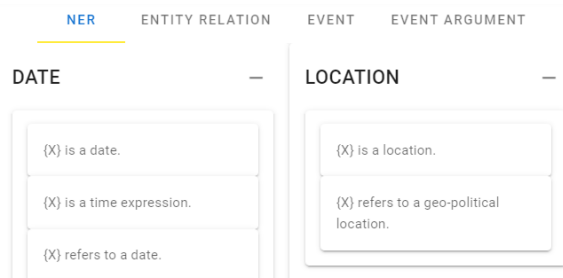 NER ENTITY RELATION EVENT EVENT ARGUMENT
DATE
{X} is a date.
{X} is a time expression.
{X} refers to a date.
LOCATION
{X} is a location.
{X} refers to a geo-political
location.